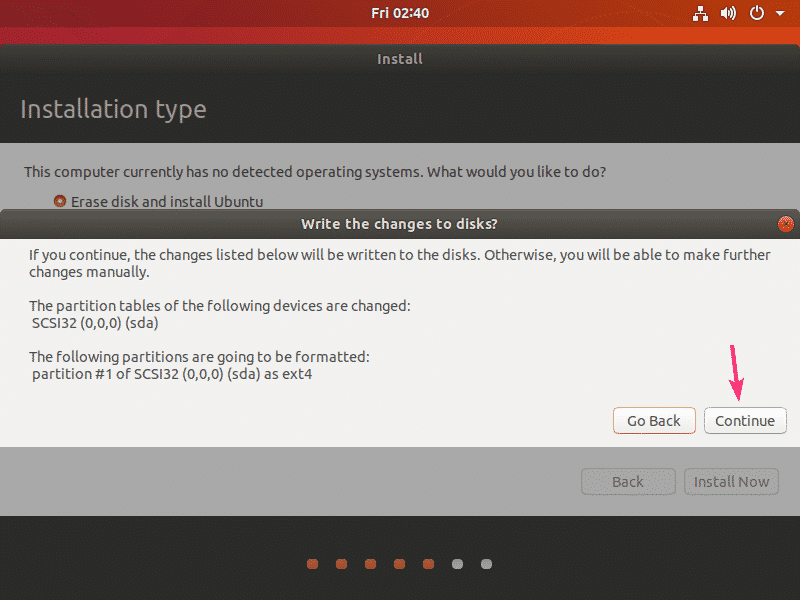 Fri 02:40
Install
Installation type
This computer currently has no detected operating systems. What would you like to do?
Erase disk and install Ubuntu
Write the changes to disks?
If you continue, the changes listed below will be written to the disks. Otherwise, you will be able to make further
changes manually.
The partition tables of the following devices are changed:
SCSI32 (0,0,0) (sda)
The following partitions are going to be formatted:
partition #1 of SCSI32 (0,0,0) (sda) as ext4
Go Back
Continue
Back
Install Now